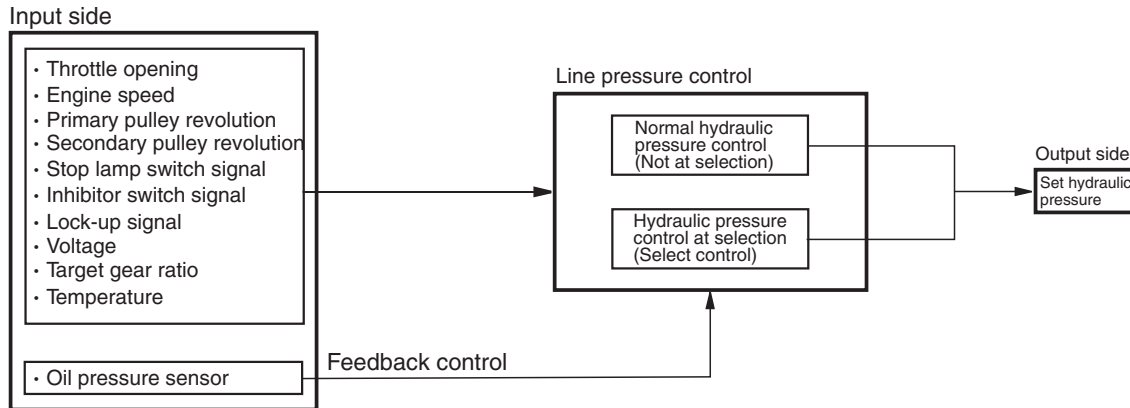 Input side
· Throttle opening
· Engine speed
· Primary pulley revolution
· Secondary pulley revolution
· Stop lamp switch signal
· Inhibitor switch signal
· Lock-up signal
· Voltage
· Target gear ratio
· Temperature
· Oil pressure sensor
Feedback control
Line pressure control
Normal hydraulic
pressure control
(Not at selection)
Hydraulic pressure
control at selection
(Select control)
Output side
Set hydraulic
pressure